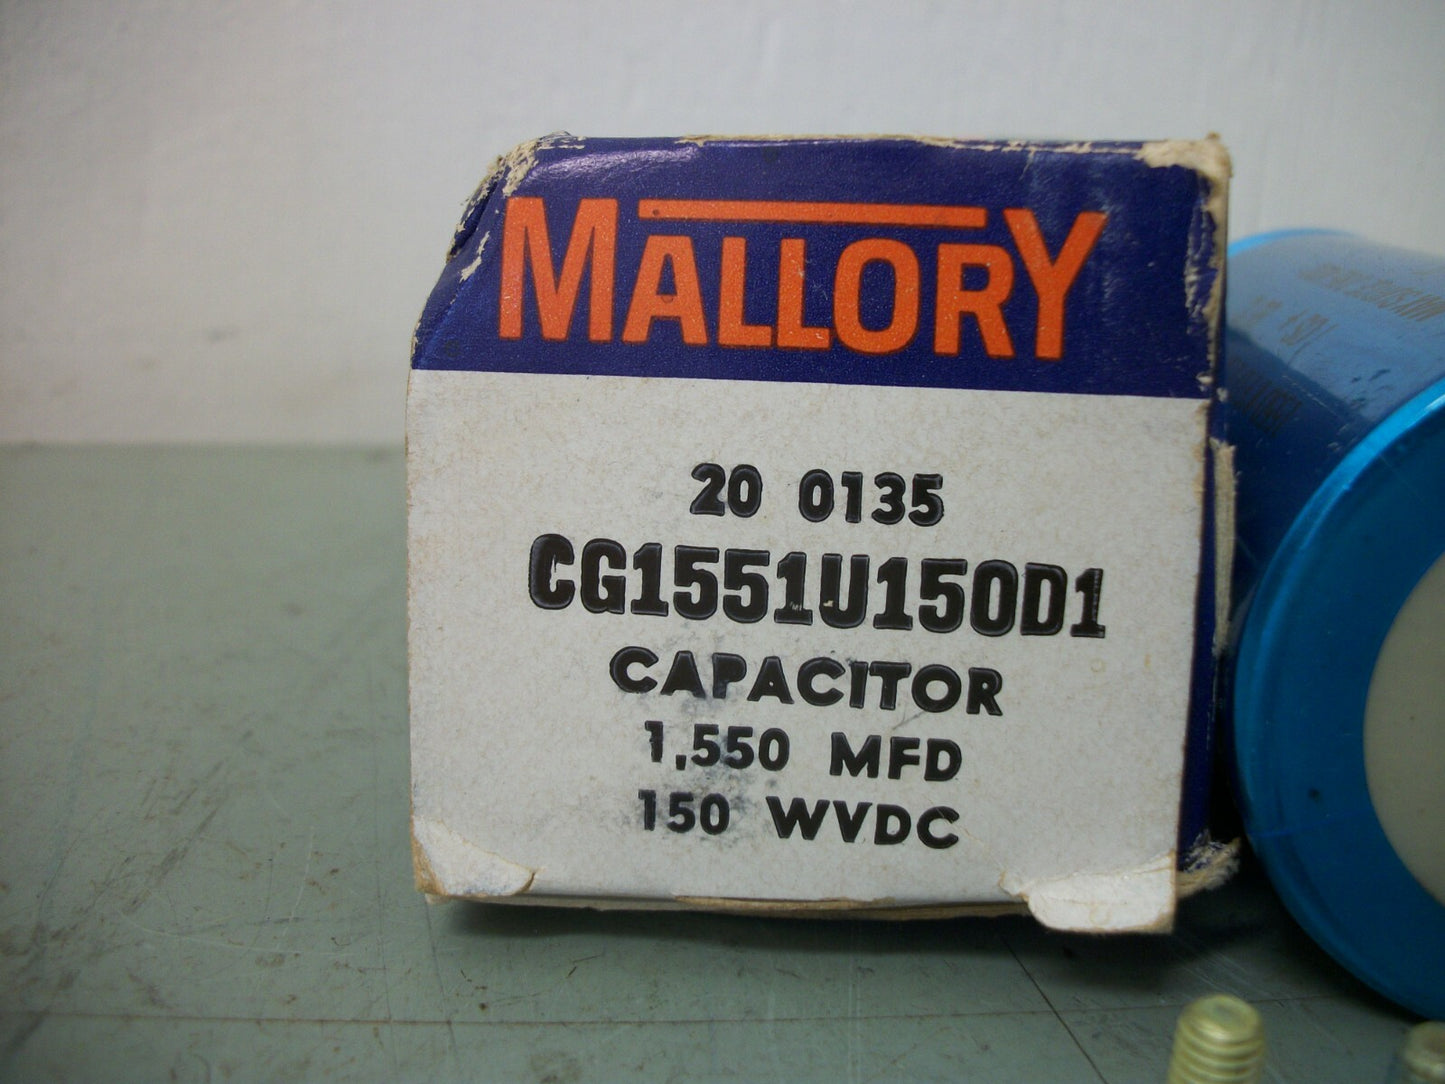 MALLORY
20 0135
CG1551U150D1
CAPACITOR
1,550 MFD
150 WVDC